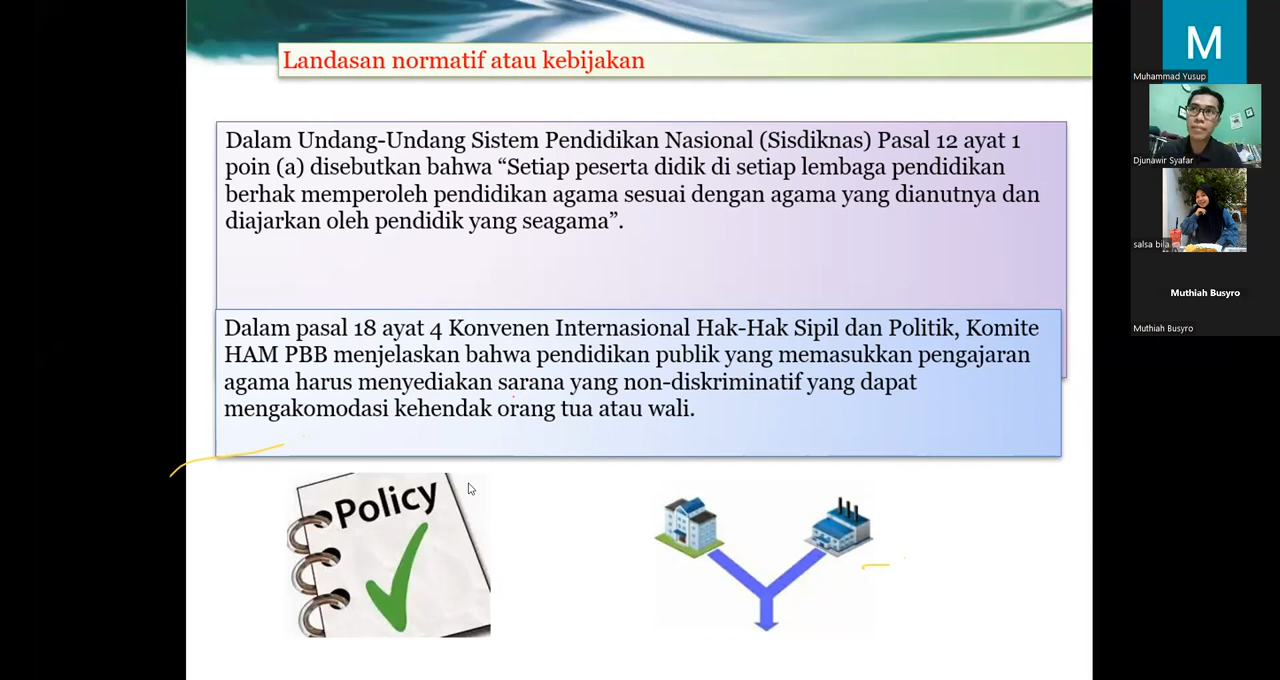 Landasan normatif atau kebijakan
Dalam Undang-Undang Sistem Pendidikan Nasional (Sisdiknas) Pasal 12 ayat 1
poin (a) disebutkan bahwa “Setiap peserta didik di setiap lembaga pendidikan
berhak memperoleh pendidikan agama sesuai dengan agama yang dianutnya dan
diajarkan oleh pendidik yang seagama”.
Dalam pasal 18 ayat 4 Konvenen Internasional Hak-Hak Sipil dan Politik, Komite
HAM PBB menjelaskan bahwa pendidikan publik yang memasukkan pengajaran
agama harus menyediakan sarana yang non-diskriminatif yang dapat
mengakomodasi kehendak orang tua atau wali.
Policy
M
Muhammad Yusup
Djunawir Syafar
salsa bila
Muthiah Busyro
Muthiah Busyro